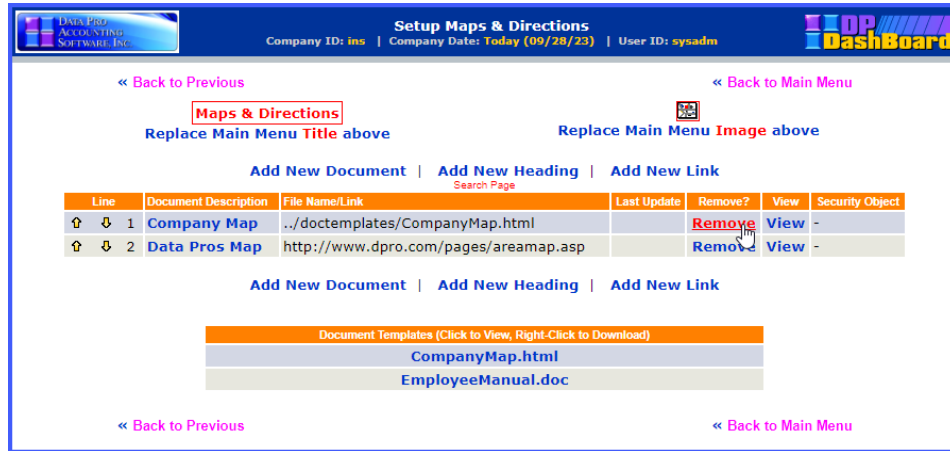 DATA PRO
ACCOUNTING
SOFTWARE, INC.
Setup Maps & Directions
Company ID: ins | Company Date: Today (09/28/23) | User ID: sysadm
DP
DashBoard
« Back to Previous
« Back to Main Menu
Maps & Directions
Replace Main Menu Title above
Replace Main Menu Image above
Add New Document | Add New Heading | Add New Link
Search Page
Line Document Description File Name/Link Last Update Remove? View Security Object
1 Company Map ../doctemplates/CompanyMap.html Remove View -
2 Data Pros Map http://www.dpro.com/pages/areamap.asp Remove View -
Add New Document | Add New Heading | Add New Link
Document Templates (Click to View, Right-Click to Download)
CompanyMap.html
EmployeeManual.doc
« Back to Previous
« Back to Main Menu